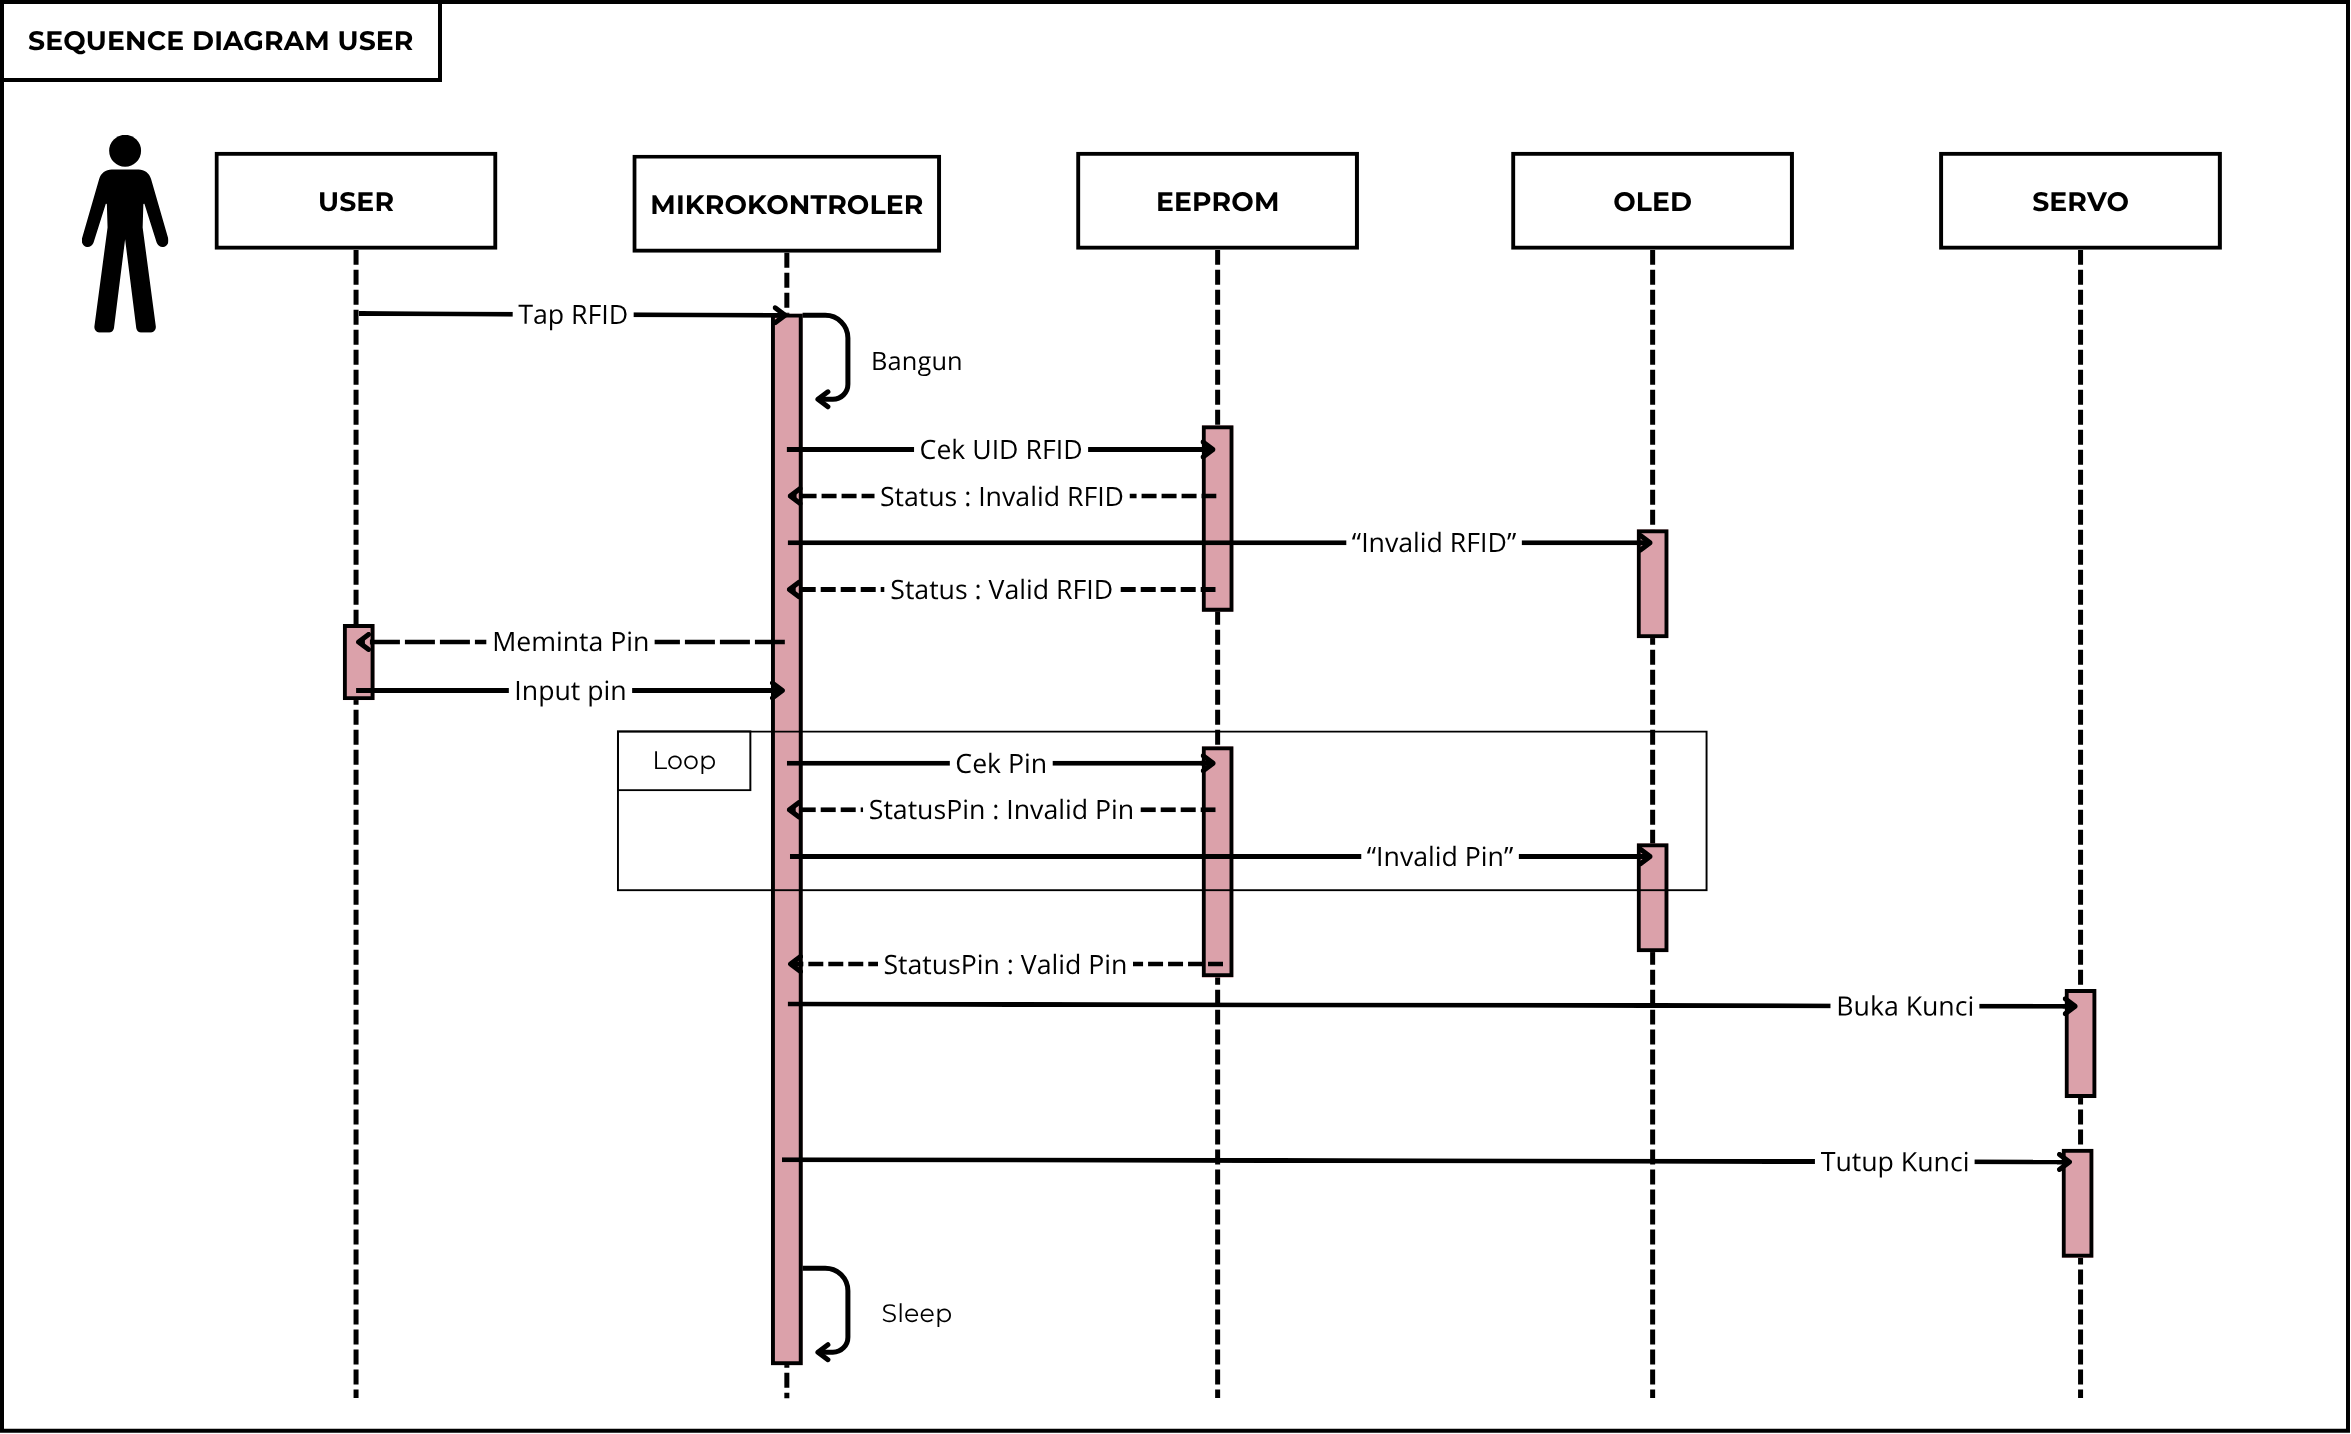 SEQUENCE DIAGRAM USER
USER
MIKROKONTROLER
EEPROM
OLED
SERVO
Tap RFID
Bangun
Cek UID RFID
Status : Invalid RFID
“Invalid RFID”
Status : Valid RFID
Meminta Pin
Input pin
Loop
Cek Pin
StatusPin : Invalid Pin
“Invalid Pin”
StatusPin : Valid Pin
Buka Kunci
Tutup Kunci
Sleep